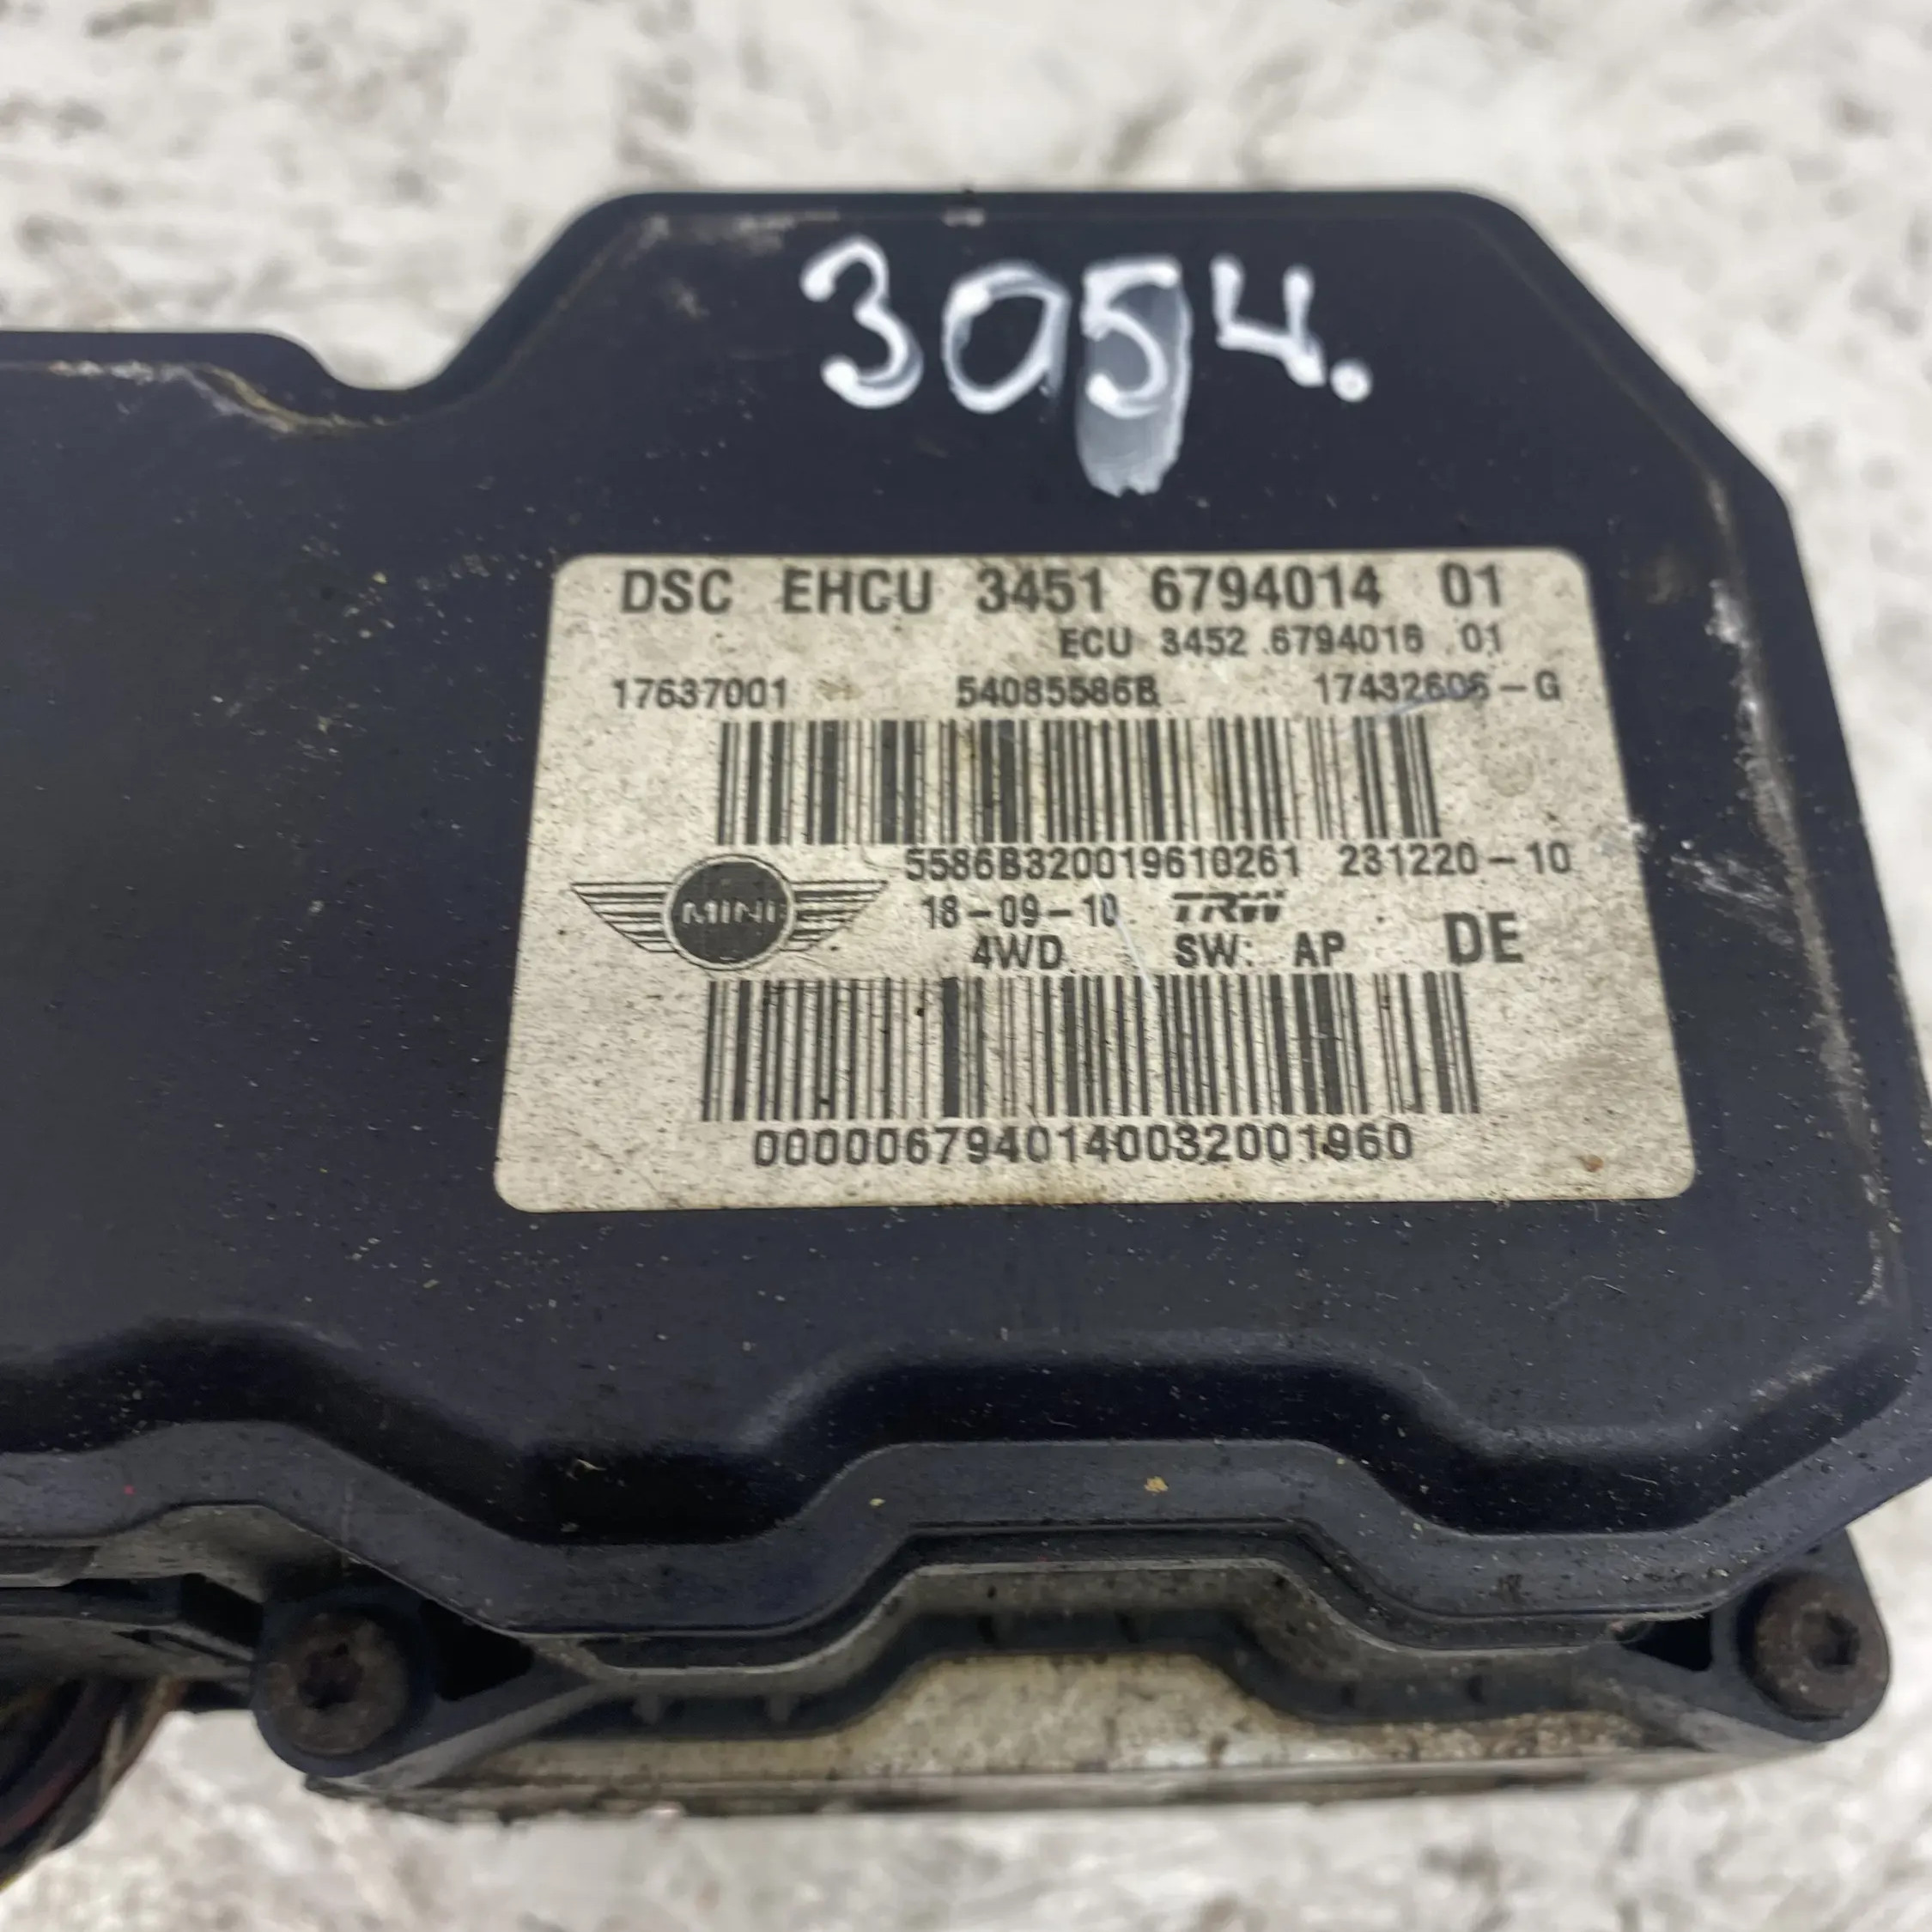 3054.
DSC EHCU 3451 6794014 01
ECU 3452 6794016 01
17637001 54085586B 17432606-G
5586B320019610261 231220-10
MINI 18-09-10 TRW
4WD SW: AP DE
0000067940140032001960